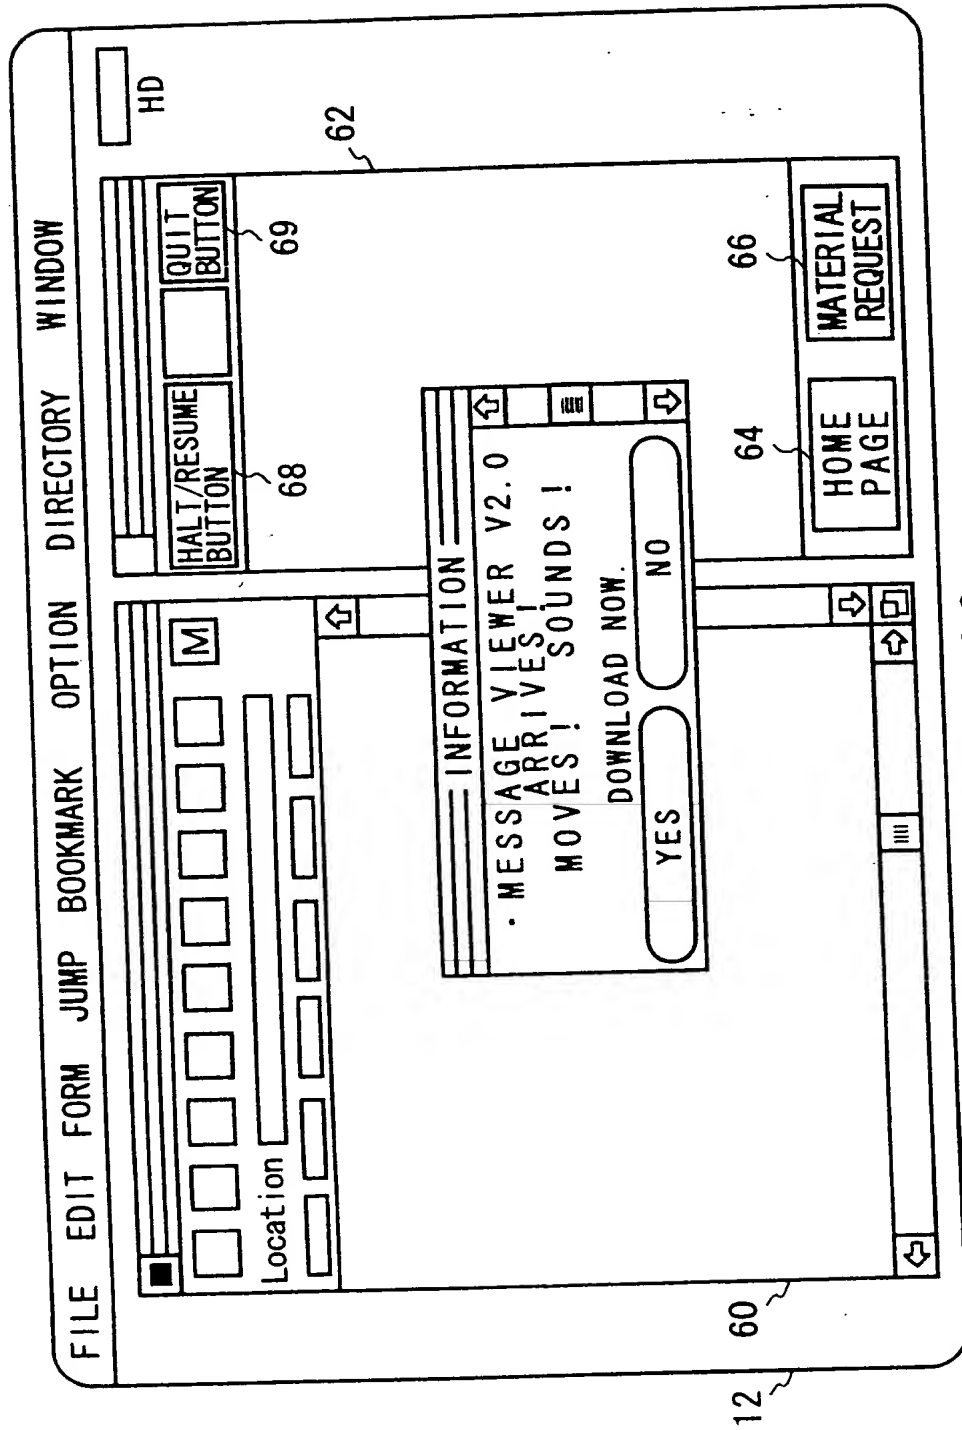 FILE EDIT FORM JUMP BOOKMARK OPTION DIRECTORY WINDOW
HD
M
Location
HALT/RESUME
BUTTON
QUIT
BUTTON
68
69
62
INFORMATION
· MESSAGE VIEWER V2.0
ARRIVES!
MOVES! SOUNDS!
DOWNLOAD NOW.
YES
NO
64
66
HOME
PAGE
MATERIAL
REQUEST
60
12